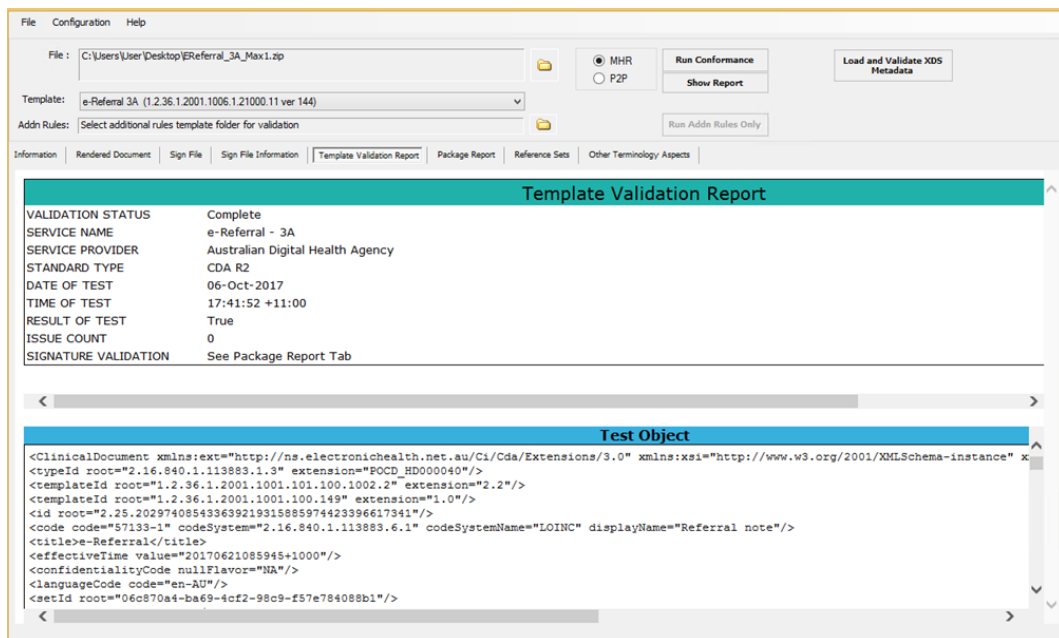 File Configuration Help
File : C:\Users\User\Desktop\EReferral_3A_Max1.zip
MHR
P2P
Run Conformance
Show Report
Load and Validate XDS Metadata
Template: e-Referral 3A (1.2.36.1.2001.1006.1.21000.11 ver 144)
Addn Rules: Select additional rules template folder for validation
Run Addn Rules Only
Information Rendered Document Sign File Sign File Information Template Validation Report Package Report Reference Sets Other Terminology Aspects
Template Validation Report
VALIDATION STATUS Complete
SERVICE NAME e-Referral - 3A
SERVICE PROVIDER Australian Digital Health Agency
STANDARD TYPE CDA R2
DATE OF TEST 06-Oct-2017
TIME OF TEST 17:41:52 +11:00
RESULT OF TEST True
ISSUE COUNT 0
SIGNATURE VALIDATION See Package Report Tab
Test Object
<ClinicalDocument xmlns:ext="http://ns.electronichealth.net.au/Ci/Cda/Extensions/3.0" xmlns:xsi="http://www.w3.org/2001/XMLSchema-instance" x
<typeId root="2.16.840.1.113883.1.3" extension="POCD_HD000040"/>
<templateId root="1.2.36.1.2001.1001.101.100.1002.2" extension="2.2"/>
<templateId root="1.2.36.1.2001.1001.100.149" extension="1.0"/>
<id root="2.25.202974085433639219315885974423396617341"/>
<code code="57133-1" codeSystem="2.16.840.1.113883.6.1" codeSystemName="LOINC" displayName="Referral note"/>
<title>e-Referral</title>
<effectiveTime value="20170621085945+1000"/>
<confidentialityCode nullFlavor="NA"/>
<languageCode code="en-AU"/>
<setId root="06c870a4-ba69-4cf2-98c9-f57e784088b1"/>